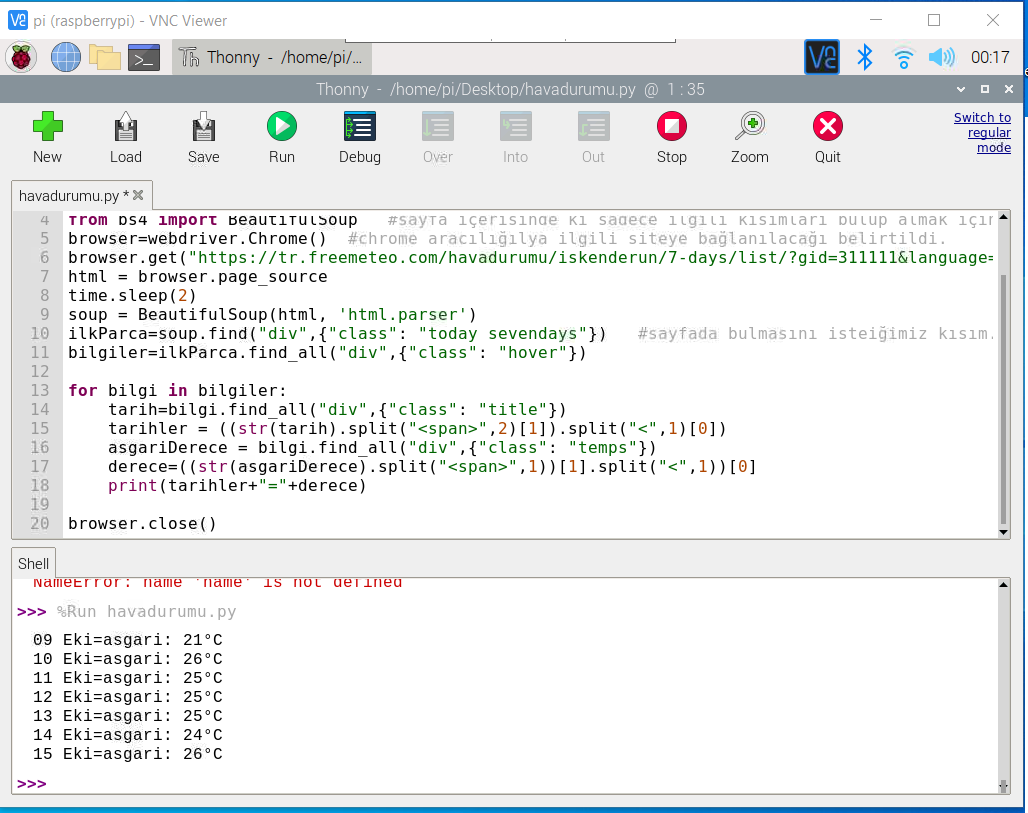 VE pi (raspberrypi) - VNC Viewer
Thonny - /home/pi/...
00:17
Thonny - /home/pi/Desktop/havadurumu.py @ 1 : 35
New Load Save Run Debug Over Into Out Stop Zoom Quit
Switch to
regular
mode
havadurumu.py *
4 from bs4 import BeautifulSoup #sayfa içerisinde ki sadece ilgili kısımları bulup almak için
5 browser=webdriver.Chrome() #chrome aracılığılya ilgili siteye bağlanılacağı belirtildi.
6 browser.get("https://tr.freemeteo.com/havadurumu/iskenderun/7-days/list/?gid=311111&language=
7 html = browser.page_source
8 time.sleep(2)
9 soup = BeautifulSoup(html, 'html.parser')
10 ilkParca=soup.find("div",{"class": "today sevendays"}) #sayfada bulmasını isteiğimiz kısım.
11 bilgiler=ilkParca.find_all("div",{"class": "hover"})
12
13 for bilgi in bilgiler:
14 tarih=bilgi.find_all("div",{"class": "title"})
15 tarihler = ((str(tarih).split("<span>",2)[1]).split("<",1)[0])
16 asgariDerece = bilgi.find_all("div",{"class": "temps"})
17 derece=((str(asgariDerece).split("<span>",1))[1].split("<",1))[0]
18 print(tarihler+"="+derece)
19
20 browser.close()
Shell
NameError: name 'name' is not defined
>>> %Run havadurumu.py
09 Eki=asgari: 21°C
10 Eki=asgari: 26°C
11 Eki=asgari: 25°C
12 Eki=asgari: 25°C
13 Eki=asgari: 25°C
14 Eki=asgari: 24°C
15 Eki=asgari: 26°C
>>>